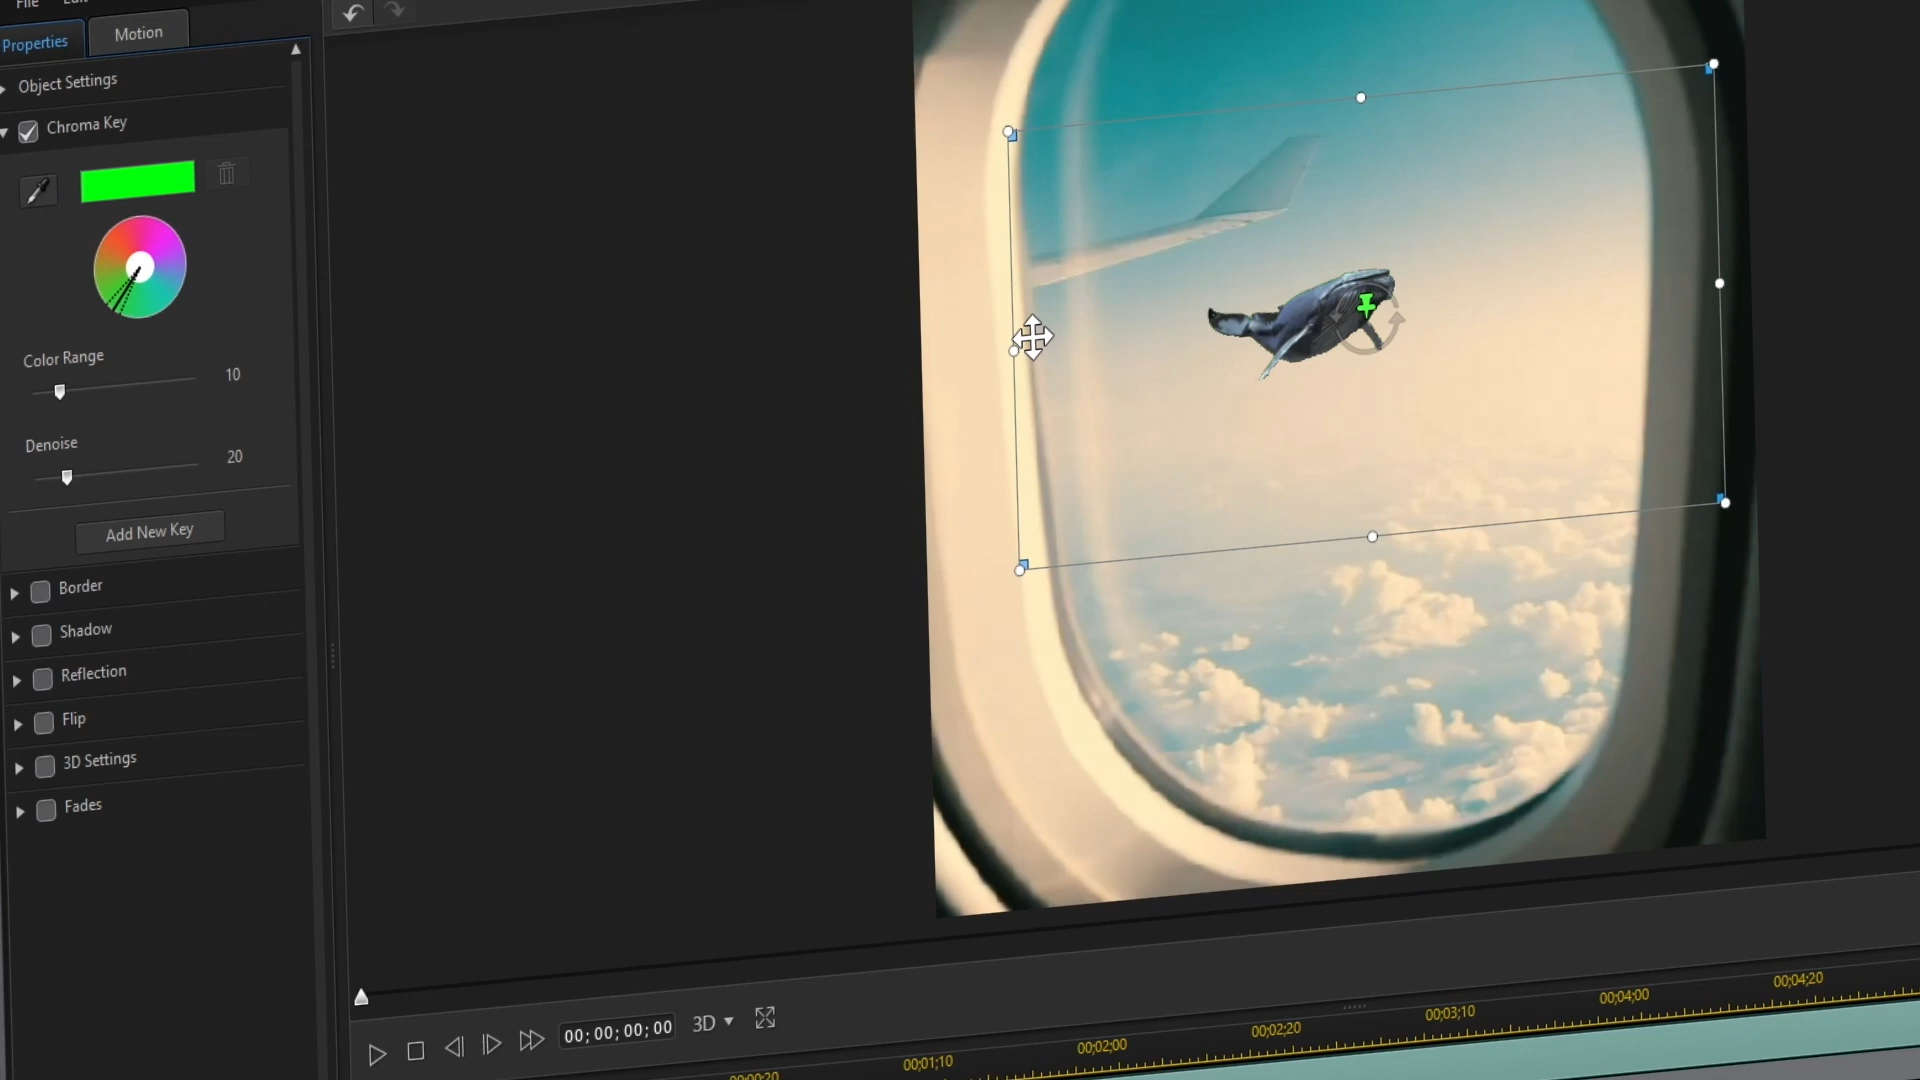 File
Properties
Motion
Object Settings
Chroma Key
Color Range
10
Denoise
20
Add New Key
Border
Shadow
Reflection
Flip
3D Settings
Fades
00; 00; 00; 00
3D
00;00;20
00;01;10
00;02;00
00;02;20
00;03;10
00;04;00
00;04;20